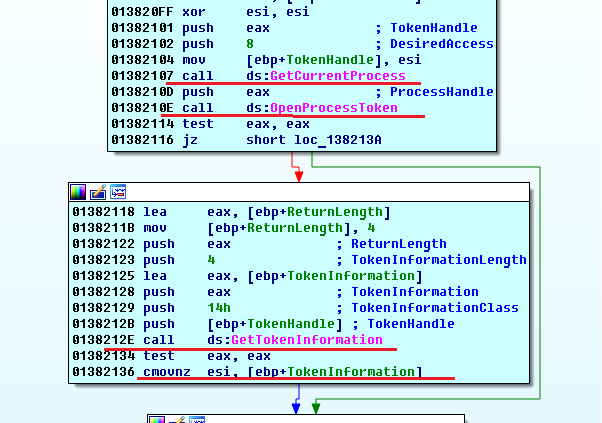 013820FF xor esi, esi
01382101 push eax ; TokenHandle
01382102 push 8 ; DesiredAccess
01382104 mov [ebp+TokenHandle], esi
01382107 call ds:GetCurrentProcess
0138210D push eax ; ProcessHandle
0138210E call ds:OpenProcessToken
01382114 test eax, eax
01382116 jz short loc_138213A
01382118 lea eax, [ebp+ReturnLength]
0138211B mov [ebp+ReturnLength], 4
01382122 push eax ; ReturnLength
01382123 push 4 ; TokenInformationLength
01382125 lea eax, [ebp+TokenInformation]
01382128 push eax ; TokenInformation
01382129 push 14h ; TokenInformationClass
0138212B push [ebp+TokenHandle] ; TokenHandle
0138212E call ds:GetTokenInformation
01382134 test eax, eax
01382136 cmovnz esi, [ebp+TokenInformation]